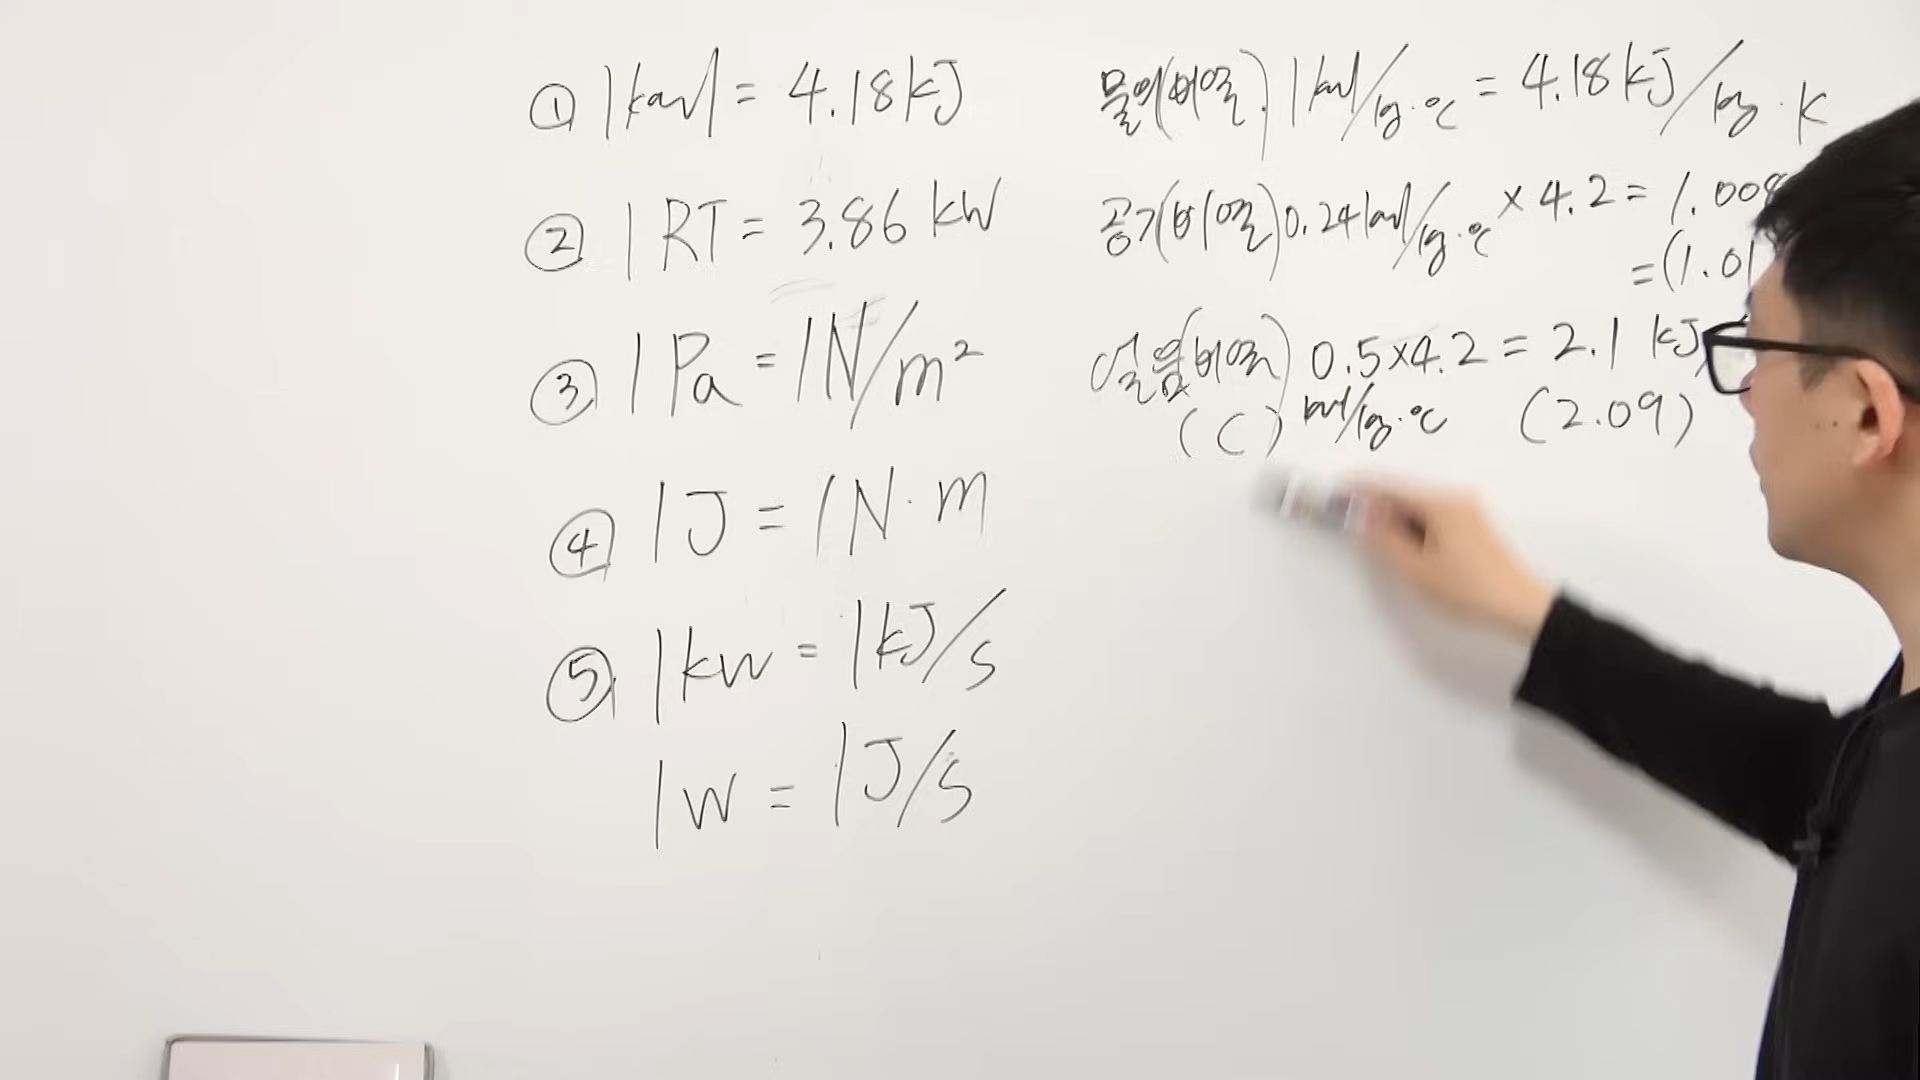 ① 1kcal = 4.18kJ
② 1RT = 3.86 kW
③ 1Pa = 1N/m²
④ 1J = 1N·m
⑤ 1kW = 1kJ/s
1W = 1J/s
물의(비열) 1kcal/kg·℃ = 4.18kJ/kg·K
공기(비열) 0.24kcal/kg·℃ × 4.2 = 1.008
=(1.01
얼음(비열) 0.5×4.2 = 2.1 kJ
(C) kcal/kg·℃ (2.09)